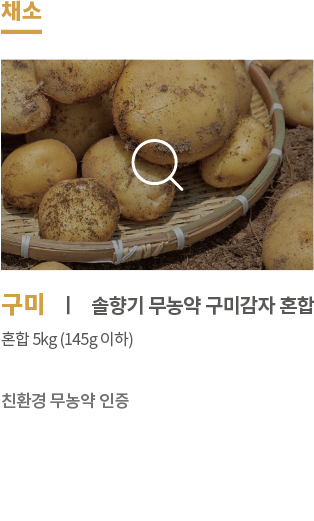 채소
구미 | 솔향기 무농약 구미감자 혼합
혼합 5kg (145g 이하)
친환경 무농약 인증